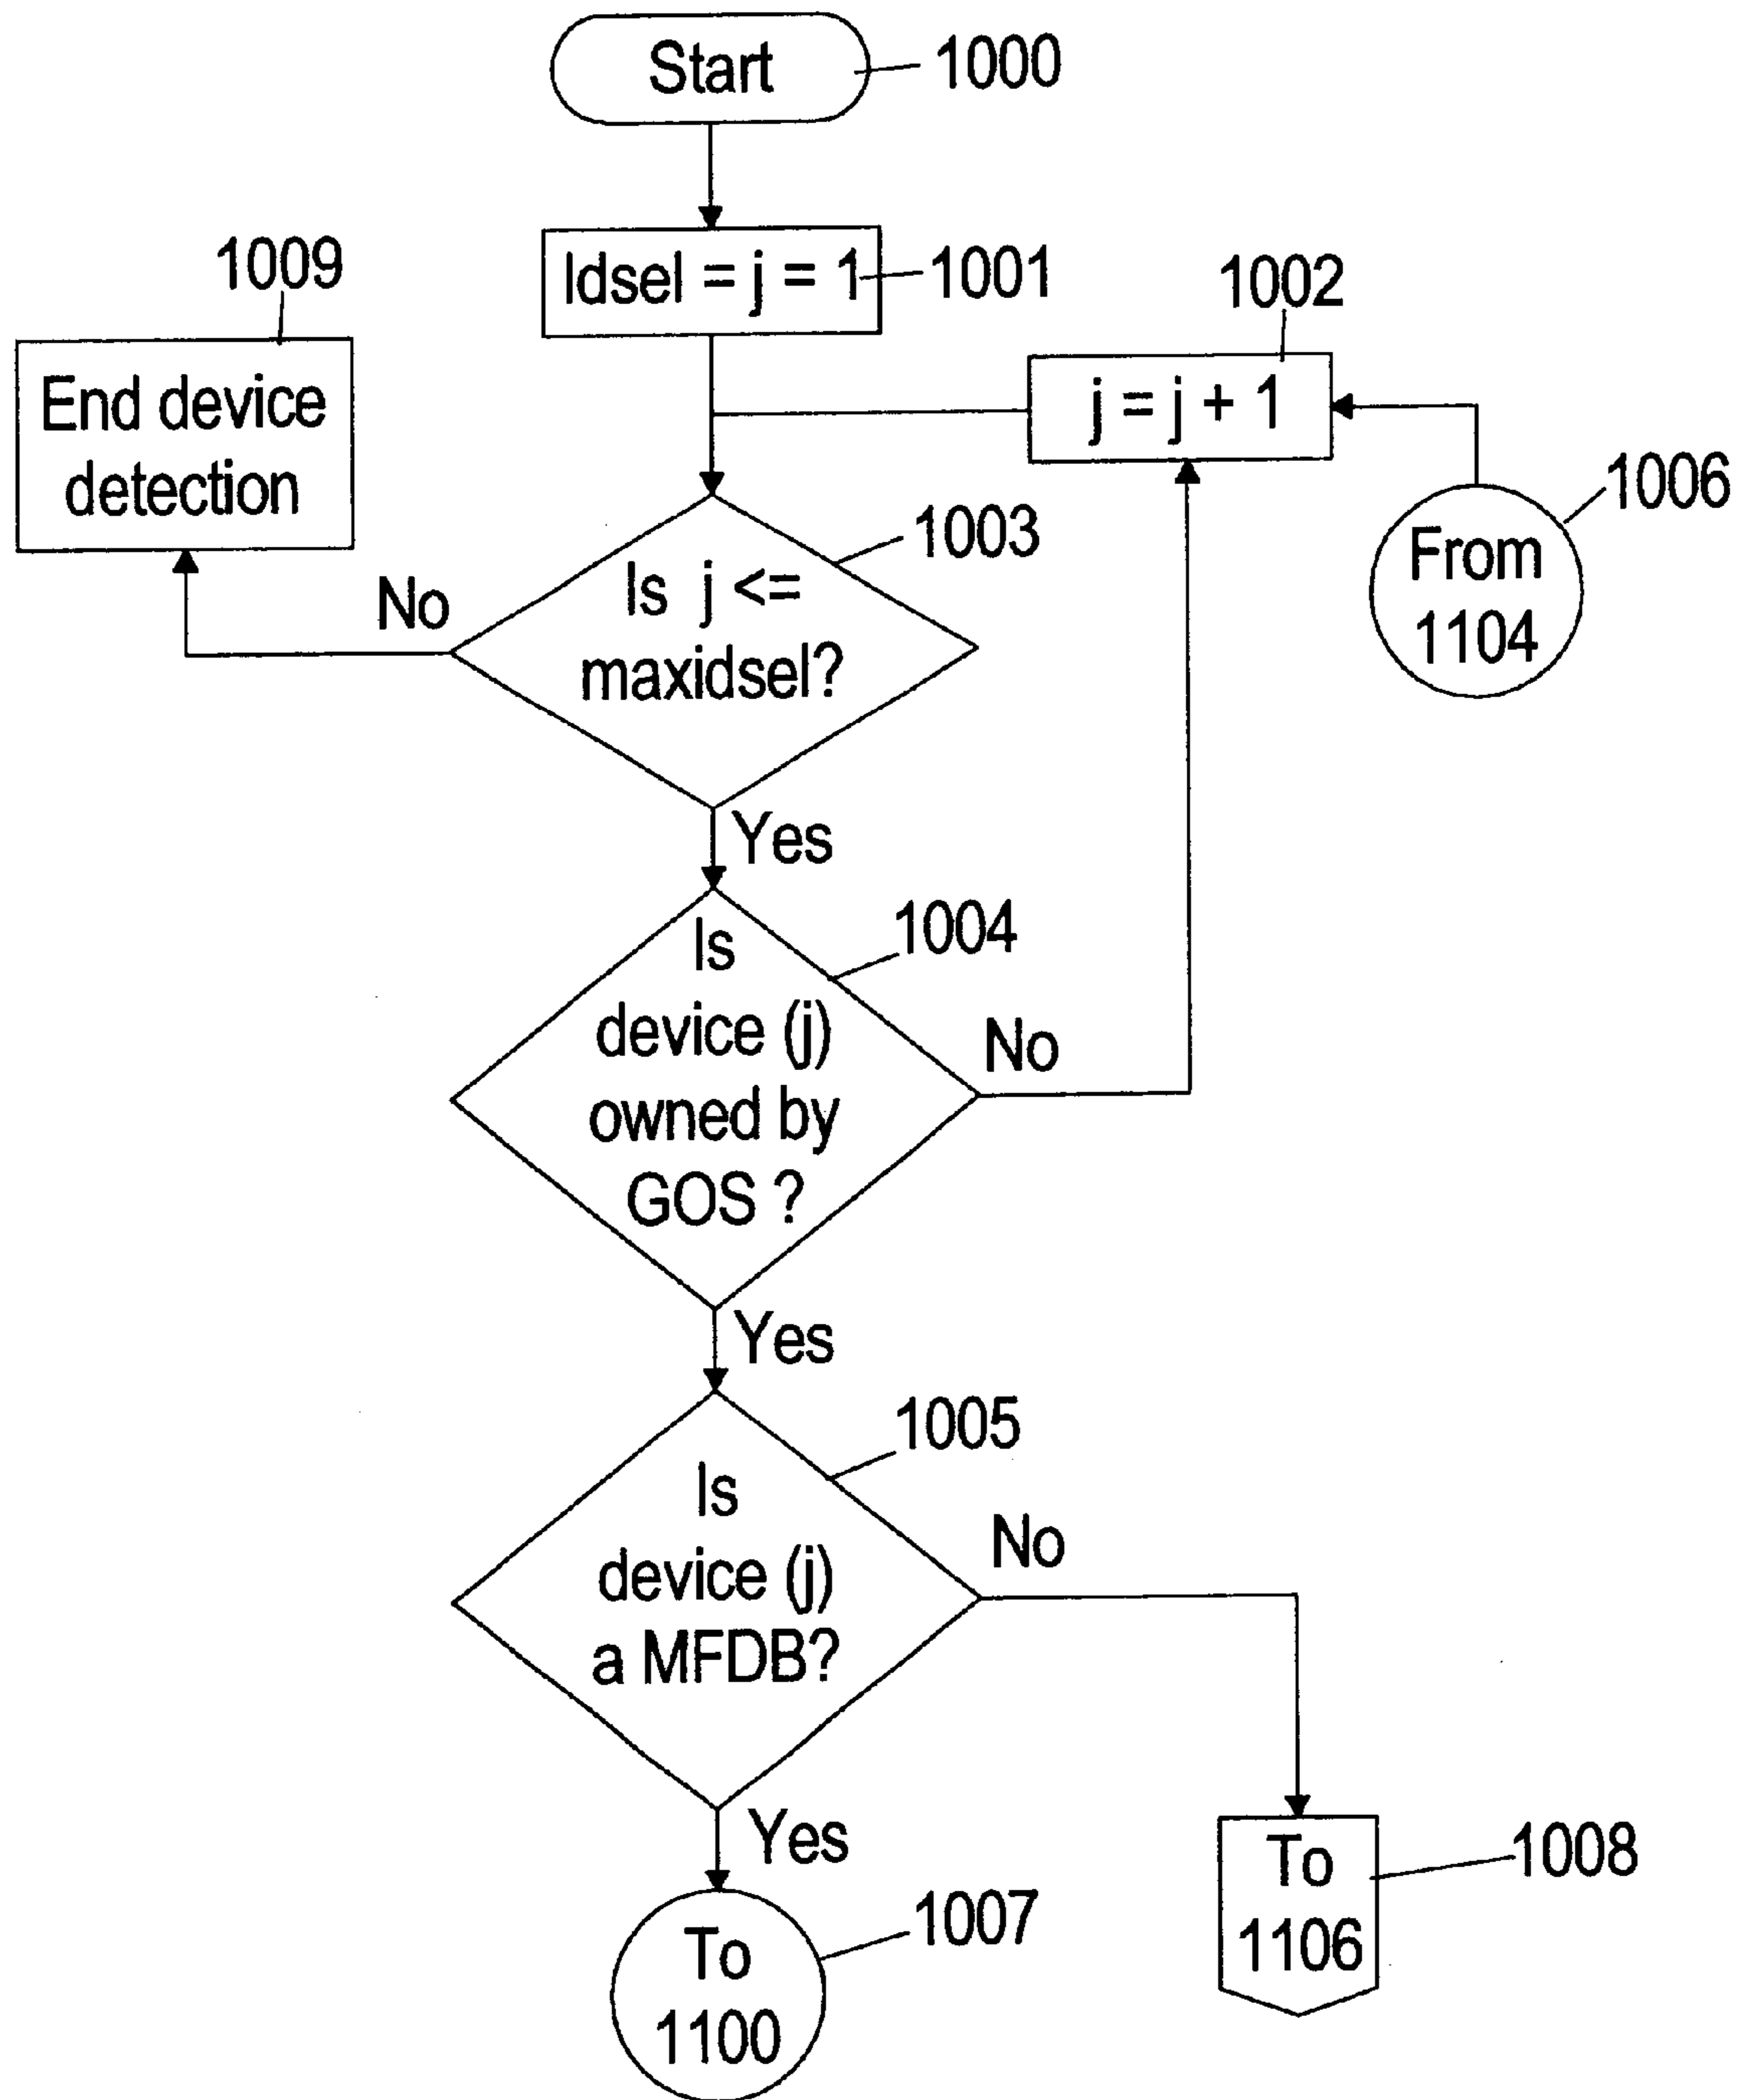 Start
1000
Idsel = j = 1
1001
1009
End device
detection
1002
j = j + 1
1006
From
1104
1003
Is j <=
maxidsel?
No
Yes
1004
Is
device (j)
owned by
GOS ?
No
Yes
1005
Is
device (j)
a MFDB?
No
Yes
1007
To
1100
1008
To
1106